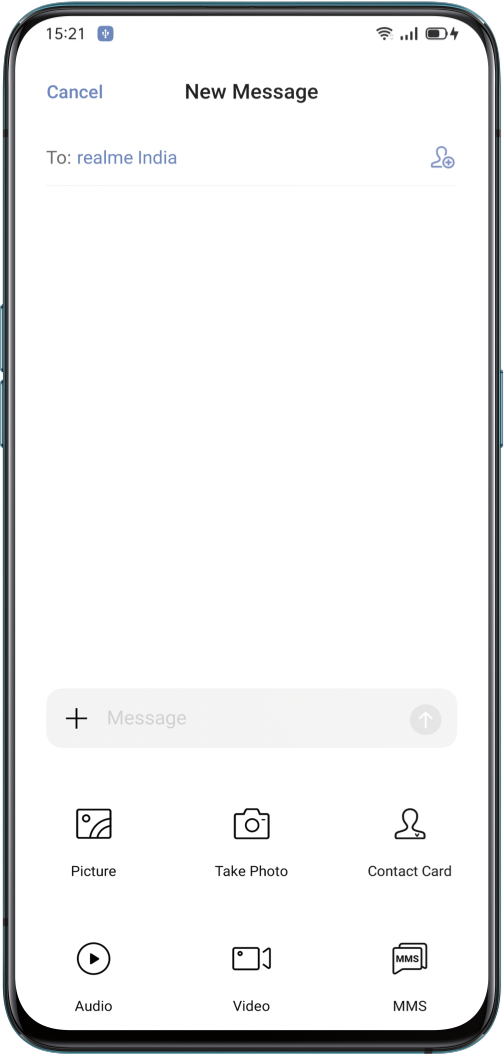 15:21
Cancel New Message
To: realme India
Message
Picture Take Photo Contact Card
MMS
Audio Video MMS